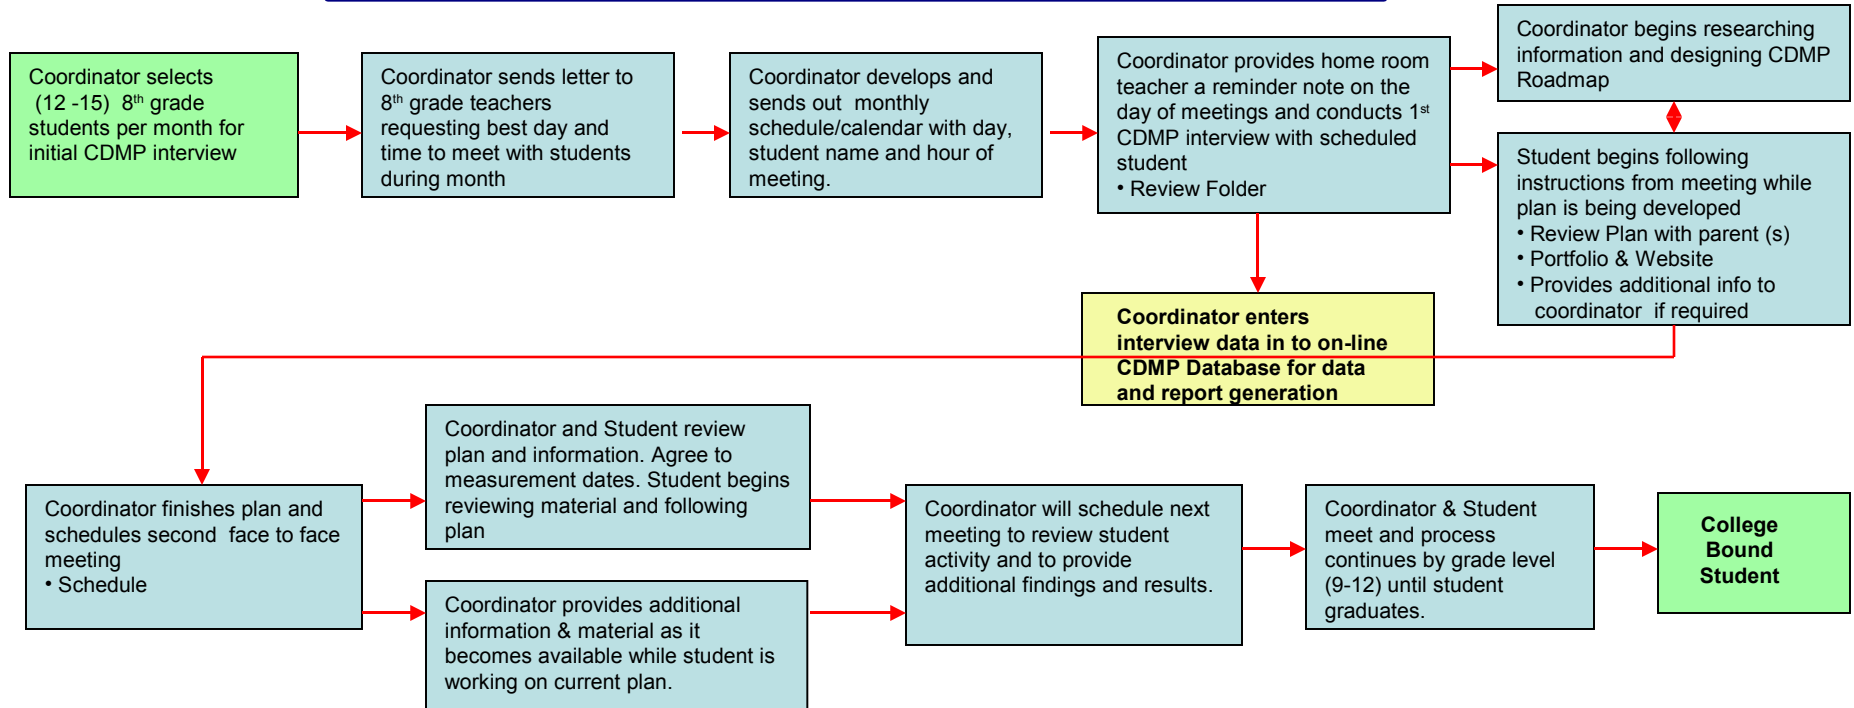 Coordinator selects
(12 -15) 8th grade
students per month for
initial CDMP interview
Coordinator sends letter to
8th grade teachers
requesting best day and
time to meet with students
during month
Coordinator develops and
sends out monthly
schedule/calendar with day,
student name and hour of
meeting.
Coordinator provides home room
teacher a reminder note on the
day of meetings and conducts 1st
CDMP interview with scheduled
student
• Review Folder
Coordinator begins researching
information and designing CDMP
Roadmap
Student begins following
instructions from meeting while
plan is being developed
• Review Plan with parent (s)
• Portfolio & Website
• Provides additional info to
coordinator if required
Coordinator enters
interview data in to on-line
CDMP Database for data
and report generation
Coordinator finishes plan and
schedules second face to face
meeting
• Schedule
Coordinator and Student review
plan and information. Agree to
measurement dates. Student begins
reviewing material and following
plan
Coordinator provides additional
information & material as it
becomes available while student is
working on current plan.
Coordinator will schedule next
meeting to review student
activity and to provide
additional findings and results.
Coordinator & Student
meet and process
continues by grade level
(9-12) until student
graduates.
College
Bound
Student